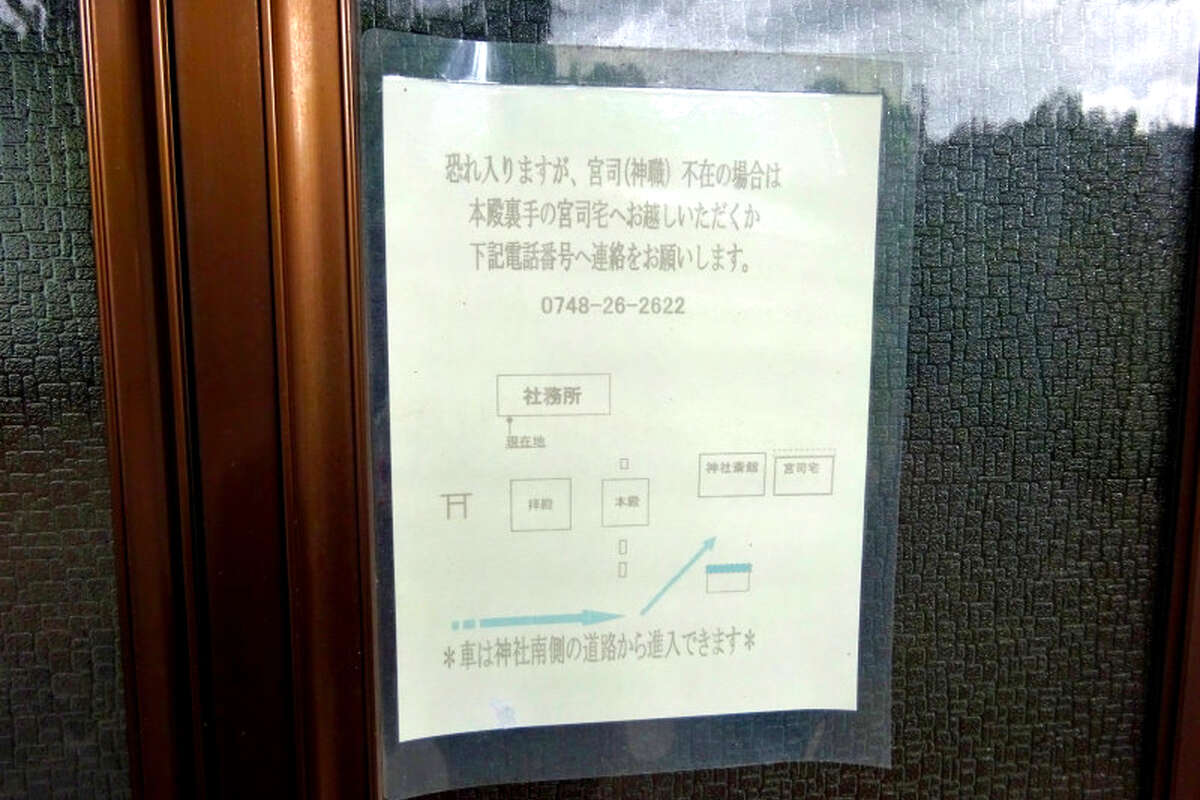 恐れ入りますが、宮司(神職) 不在の場合は
本殿裏手の宮司宅へお越しいただくか
下記電話番号へ連絡をお願いします。
0748-26-2622
社務所
現在地
神社斎館
宮司宅
拝殿
本殿
＊車は神社南側の道路から進入できます＊